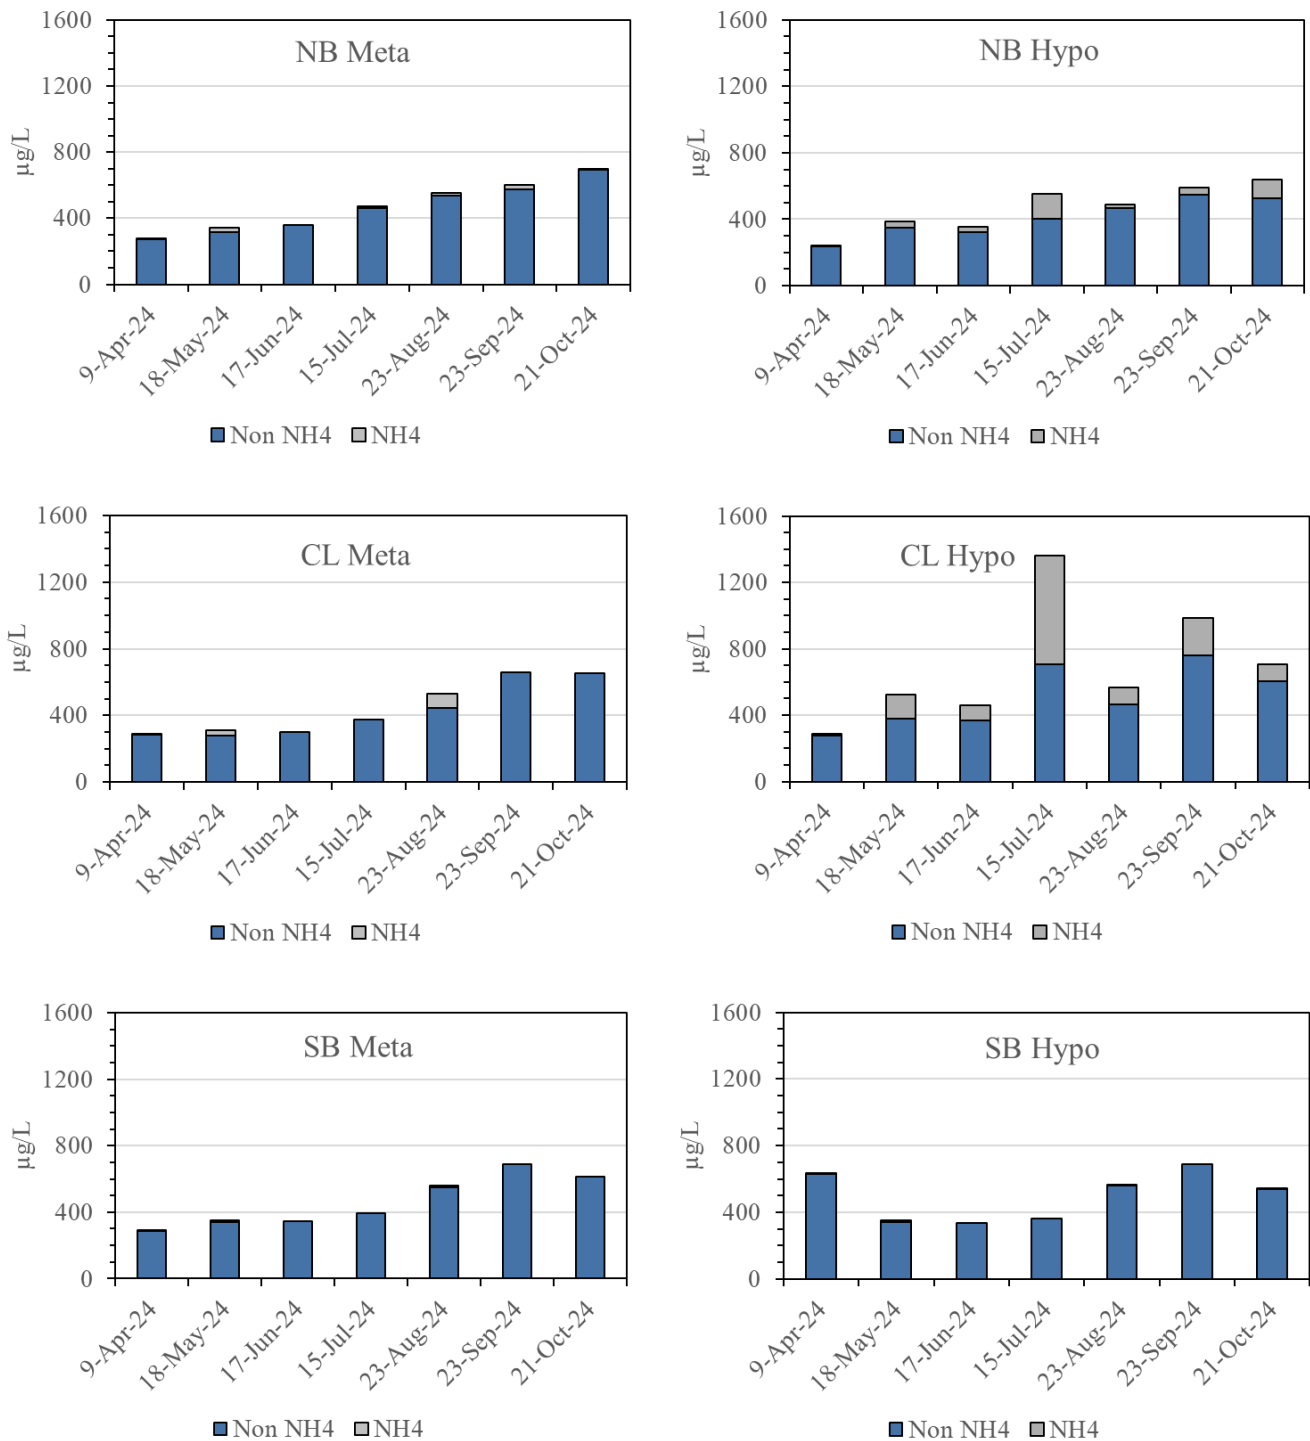 NB Meta
µg/L
1600
1200
800
400
0
9-Apr-24
18-May-24
17-Jun-24
15-Jul-24
23-Aug-24
23-Sep-24
21-Oct-24
Non NH4 NH4
NB Hypo
µg/L
1600
1200
800
400
0
9-Apr-24
18-May-24
17-Jun-24
15-Jul-24
23-Aug-24
23-Sep-24
21-Oct-24
Non NH4 NH4
CL Meta
µg/L
1600
1200
800
400
0
9-Apr-24
18-May-24
17-Jun-24
15-Jul-24
23-Aug-24
23-Sep-24
21-Oct-24
Non NH4 NH4
CL Hypo
µg/L
1600
1200
800
400
0
9-Apr-24
18-May-24
17-Jun-24
15-Jul-24
23-Aug-24
23-Sep-24
21-Oct-24
Non NH4 NH4
SB Meta
µg/L
1600
1200
800
400
0
9-Apr-24
18-May-24
17-Jun-24
15-Jul-24
23-Aug-24
23-Sep-24
21-Oct-24
Non NH4 NH4
SB Hypo
µg/L
1600
1200
800
400
0
9-Apr-24
18-May-24
17-Jun-24
15-Jul-24
23-Aug-24
23-Sep-24
21-Oct-24
Non NH4 NH4